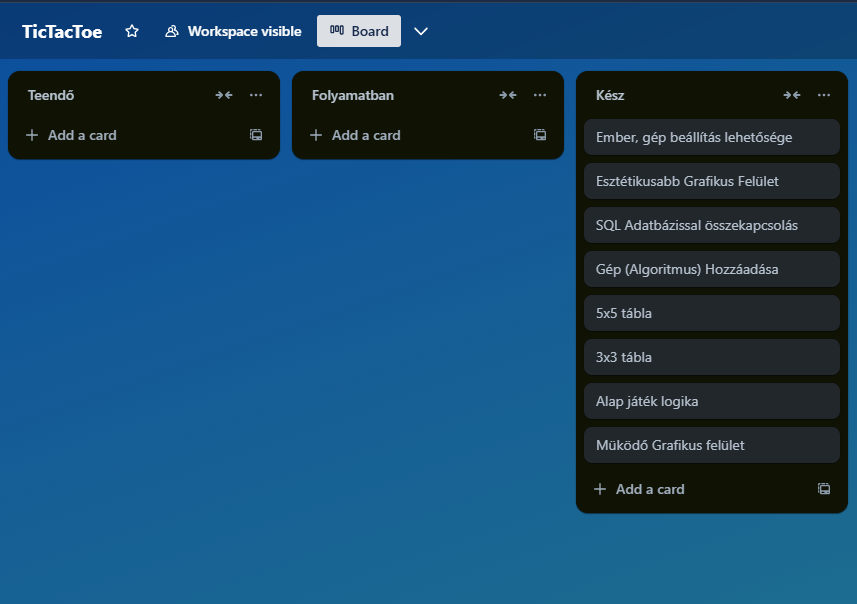 TicTacToe
Workspace visible
Board
Teendő
Add a card
Folyamatban
Add a card
Kész
Ember, gép beállítás lehetősége
Esztétikusabb Grafikus Felület
SQL Adatbázissal összekapcsolás
Gép (Algoritmus) Hozzáadása
5x5 tábla
3x3 tábla
Alap játék logika
Müködő Grafikus felület
Add a card